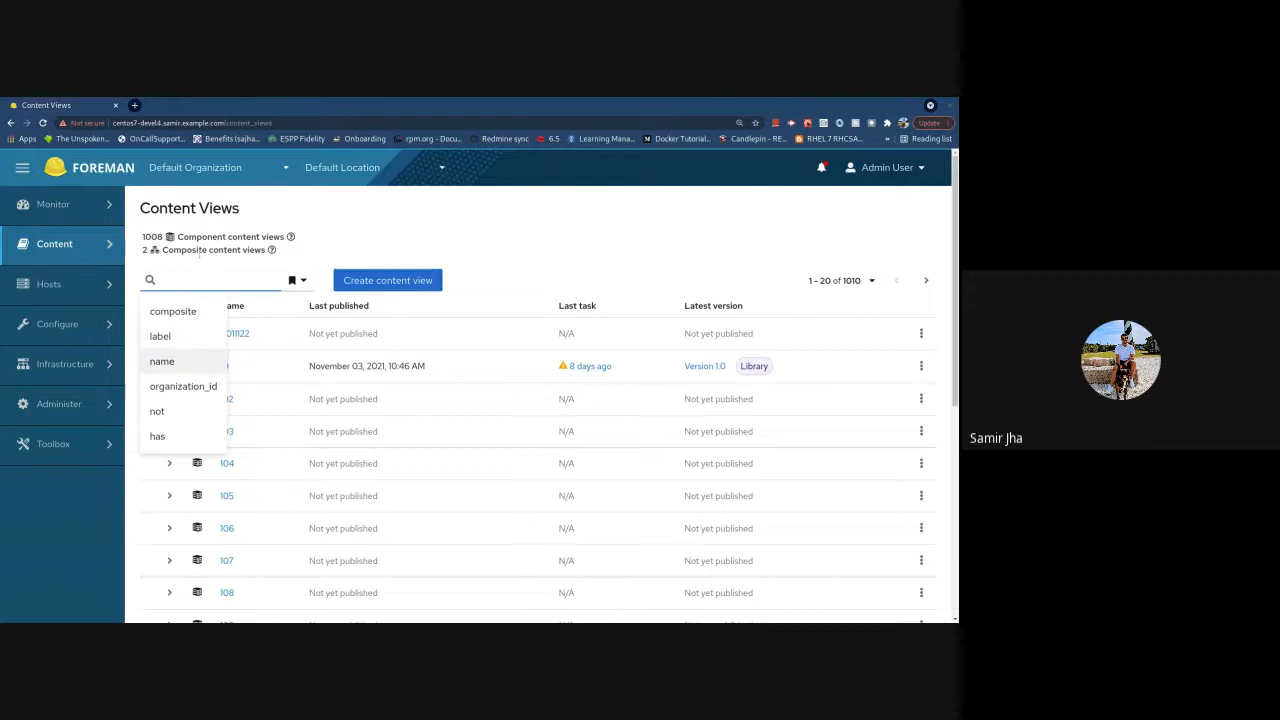 Content Views
Not secure centos7-devel4.samir.example.com/content_views Update
Apps The Unspoken... OnCallSupport... Benefits (sajha... ESPP Fidelity Onboarding rpm.org - Docu... Redmine sync 6.5 Learning Mana... Docker Tutorial... Candlepin - RE... RHEL 7 RHCSA... » Reading list
FOREMAN Default Organization Default Location Admin User
Monitor
Content
Hosts
Configure
Infrastructure
Administer
Toolbox
Content Views
1008 Component content views
2 Composite content views
Create content view 1 - 20 of 1010
composite
label
name
organization_id
not
has
ame Last published Last task Latest version
011122 Not yet published N/A Not yet published
November 03, 2021, 10:46 AM 8 days ago Version 1.0 Library
02 Not yet published N/A Not yet published
03 Not yet published N/A Not yet published
104 Not yet published N/A Not yet published
105 Not yet published N/A Not yet published
106 Not yet published N/A Not yet published
107 Not yet published N/A Not yet published
108 Not yet published N/A Not yet published
Samir Jha